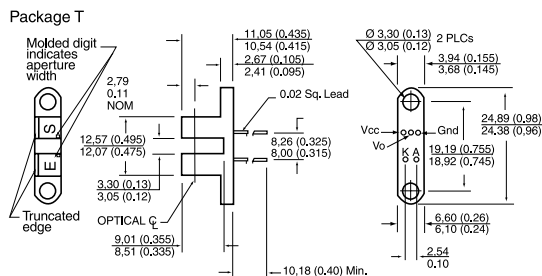 Package T
Molded digit
indicates
aperture
width
S
E
Truncated
edge
2,79
0.11
NOM
12,57 (0.495)
12,07 (0.475)
3,30 (0.13)
3,05 (0.12)
OPTICAL ℄
9,01 (0.355)
8,51 (0.335)
11,05 (0.435)
10,54 (0.415)
2,67 (0.105)
2,41 (0.095)
0.02 Sq. Lead
8,26 (0.325)
8,00 (0.315)
10,18 (0.40) Min.
Ø 3,30 (0.13)
Ø 3,05 (0.12)
2 PLCs
3,94 (0.155)
3,68 (0.145)
Vcc
Vo
Gnd
K A
24,89 (0.98)
24,38 (0.96)
19,19 (0.755)
18,92 (0.745)
6,60 (0.26)
6,10 (0.24)
2,54
0.10